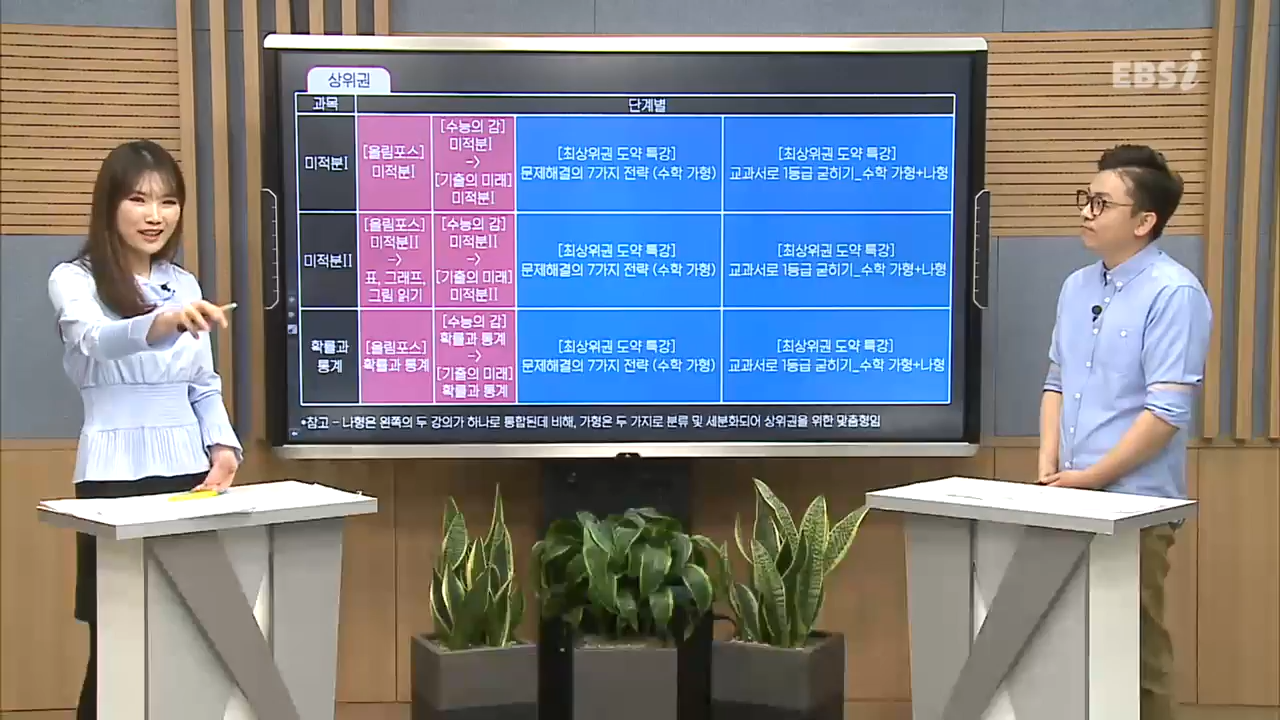 EBSi
상위권
과목 단계별
미적분I
[올림포스]
미적분I
[수능의 감]
미적분I
->
[기출의 미래]
미적분I
[최상위권 도약 특강]
문제해결의 7가지 전략 (수학 가형)
[최상위권 도약 특강]
교과서로 1등급 굳히기_수학 가형+나형
미적분II
[올림포스]
미적분II
->
표, 그래프,
그림 읽기
[수능의 감]
미적분II
->
[기출의 미래]
미적분II
[최상위권 도약 특강]
문제해결의 7가지 전략 (수학 가형)
[최상위권 도약 특강]
교과서로 1등급 굳히기_수학 가형+나형
확률과
통계
[올림포스]
확률과 통계
[수능의 감]
확률과 통계
->
[기출의 미래]
확률과 통계
[최상위권 도약 특강]
문제해결의 7가지 전략 (수학 가형)
[최상위권 도약 특강]
교과서로 1등급 굳히기_수학 가형+나형
*참고 - 나형은 왼쪽의 두 강의가 하나로 통합된데 비해, 가형은 두 가지로 분류 및 세분화되어 상위권을 위한 맞춤형임